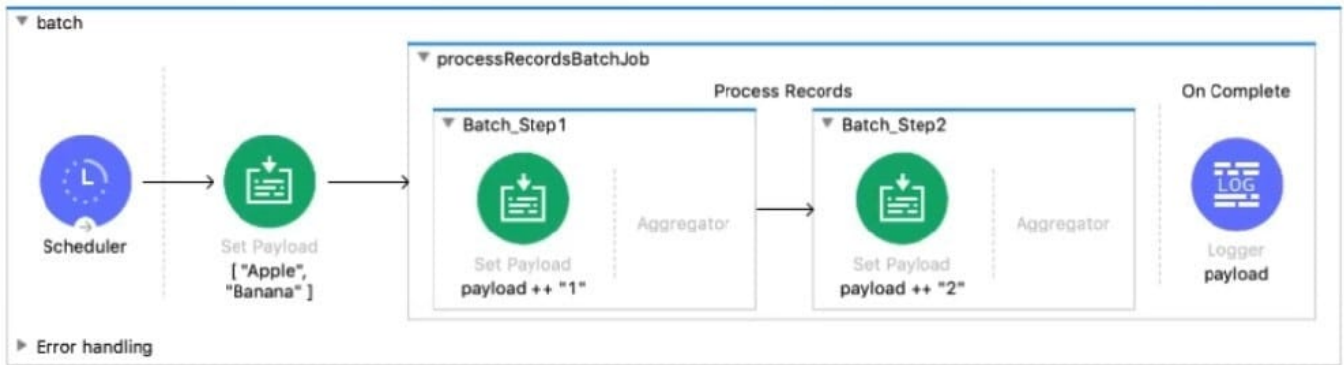 batch
processRecordsBatchJob
Process Records
On Complete
Batch_Step1
Batch_Step2
LOG
Scheduler
Set Payload
[ "Apple",
"Banana" ]
Set Payload
payload ++ "1"
Aggregator
Set Payload
payload ++ "2"
Aggregator
Logger
payload
Error handling